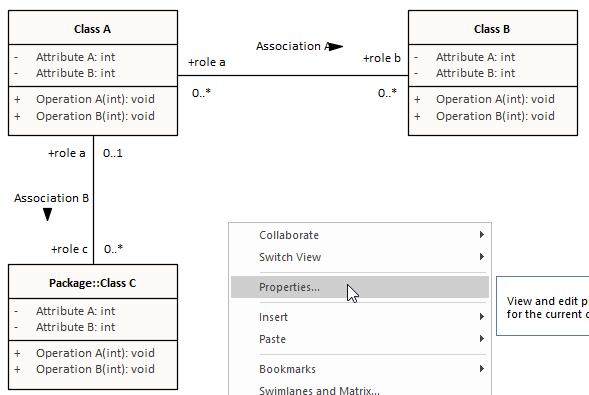 Class A
- Attribute A: int
- Attribute B: int
+ Operation A(int): void
+ Operation B(int): void
Association A
+role a
+role b
0..*
0..*
Class B
- Attribute A: int
- Attribute B: int
+ Operation A(int): void
+ Operation B(int): void
+role a
0..1
Association B
+role c
0..*
Package::Class C
- Attribute A: int
- Attribute B: int
+ Operation A(int): void
+ Operation B(int): void
Collaborate
Switch View
Properties...
Insert
Paste
Bookmarks
Swimlanes and Matrix...
View and edit
for the current